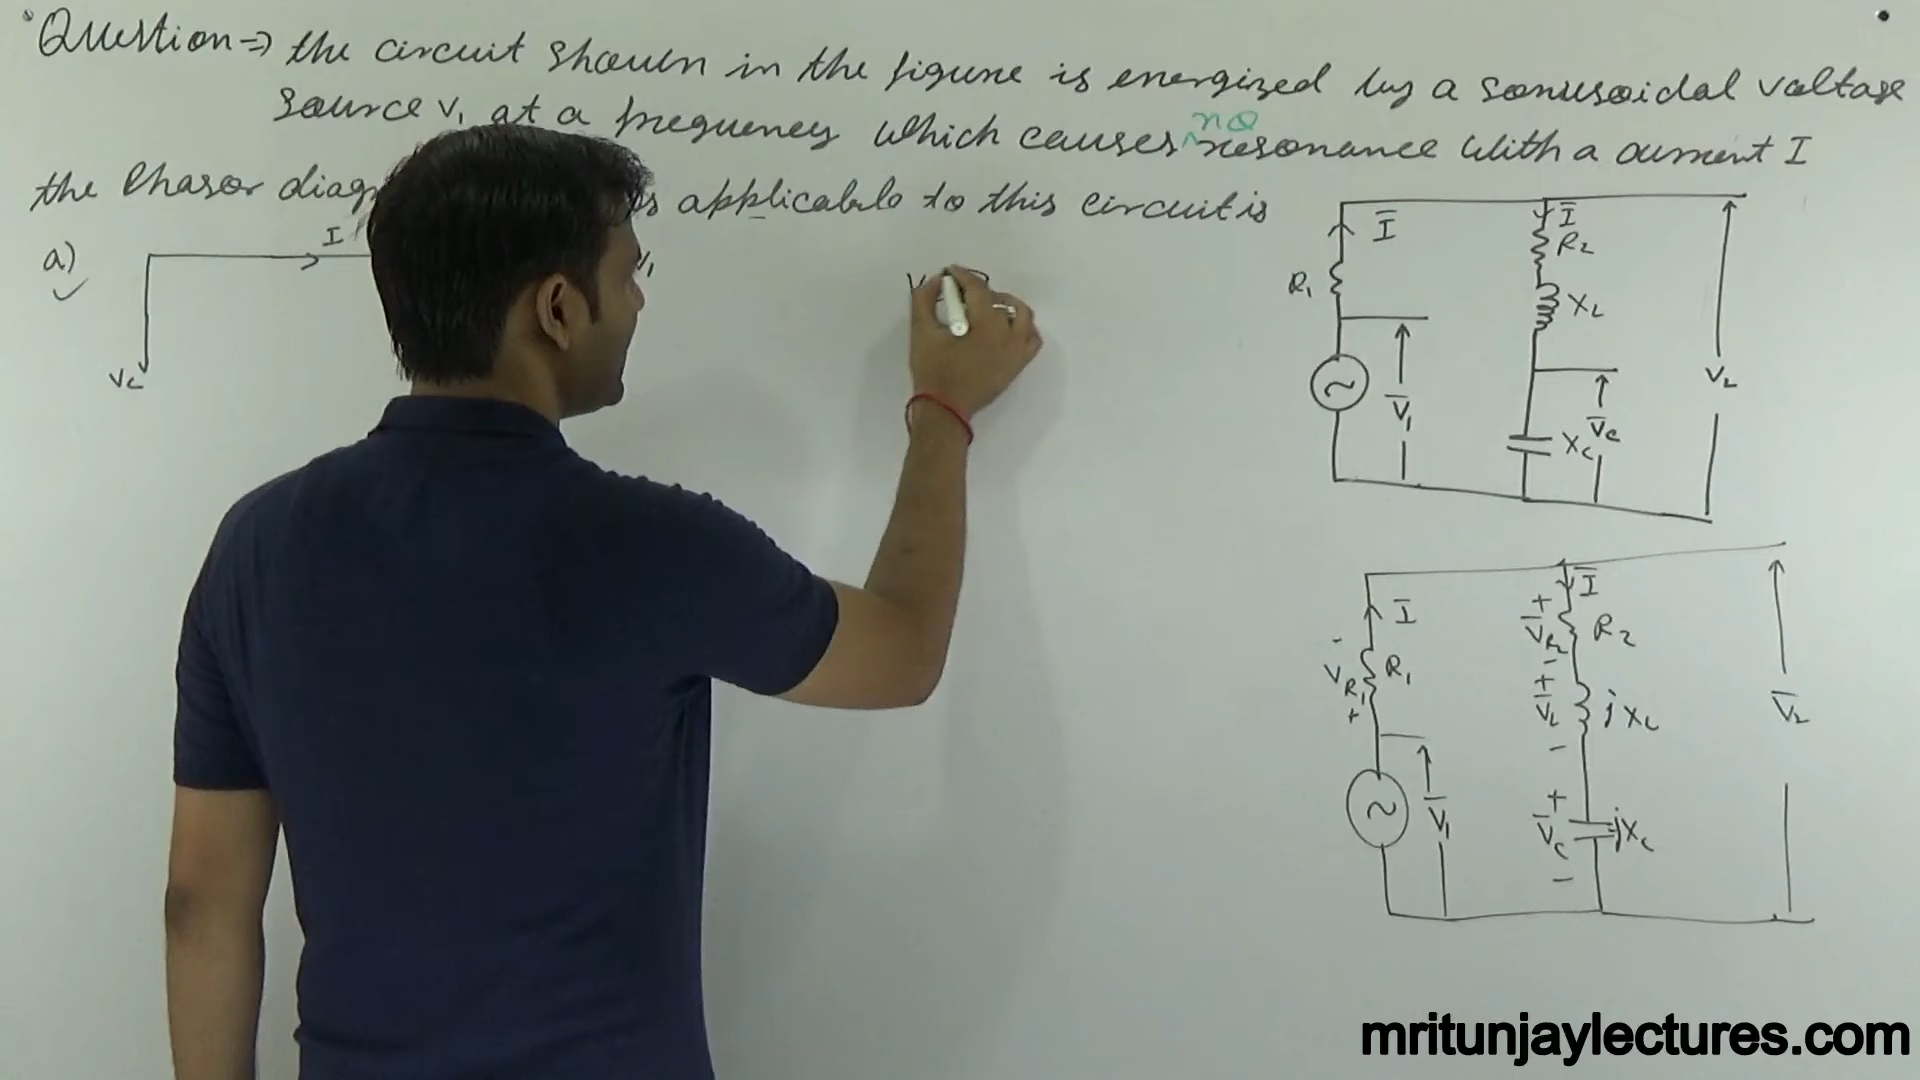 Question⇒ the circuit shown in the figure is energized by a sonusoidal voltage
source V₁ at a frequency which causes no resonance with a current I
the Phasor diag s applicable to this circuit is
a)
I
V₁
Vc
I
R₁
V₁
I
R₂
XL
Xc
Vc
V₂
I
- VR₁ +
R₁
V₁
I
+ VR₂ -
R₂
+ VL -
jXL
+ Vc -
-jXc
V₂
mritunjaylectures.com